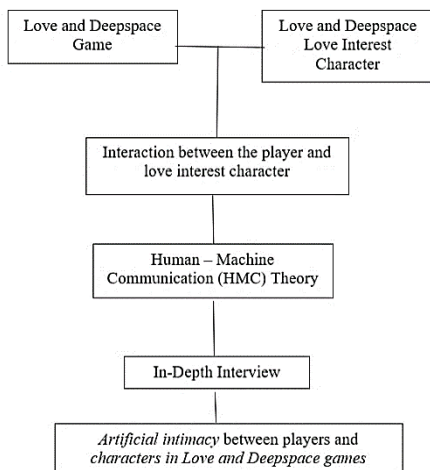 Love and Deepspace
Game
Love and Deepspace
Love Interest
Character
Interaction between the player and
love interest character
Human – Machine
Communication (HMC) Theory
In-Depth Interview
Artificial intimacy between players and
characters in Love and Deepspace games